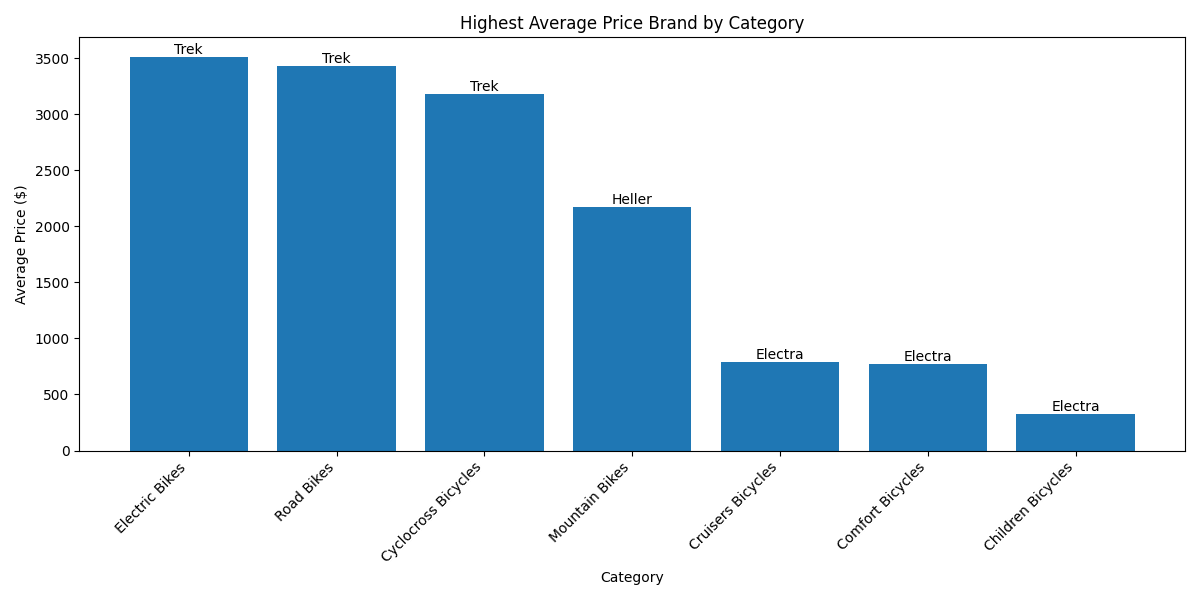 Highest Average Price Brand by Category
Average Price ($)
3500
3000
2500
2000
1500
1000
500
0
Trek
Trek
Trek
Heller
Electra
Electra
Electra
Electric Bikes
Road Bikes
Cyclocross Bicycles
Mountain Bikes
Cruisers Bicycles
Comfort Bicycles
Children Bicycles
Category